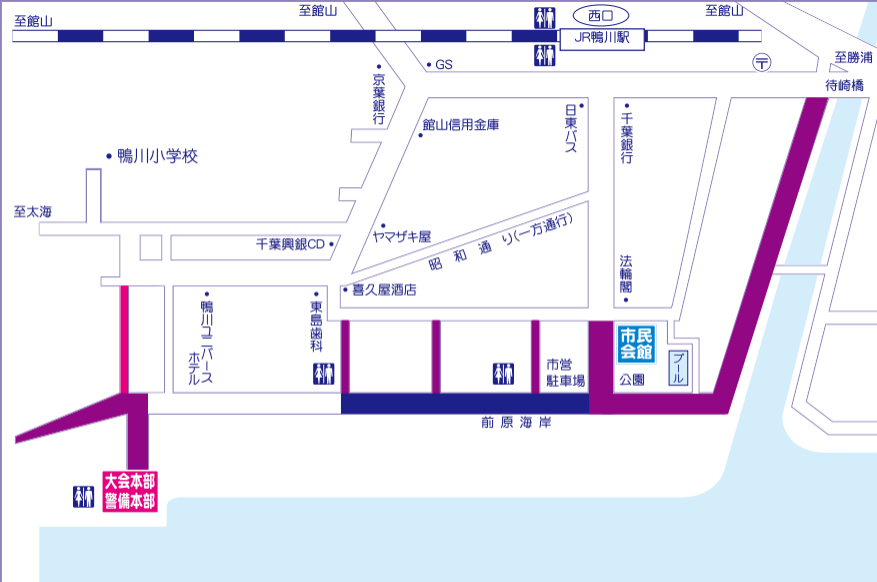 至館山
至館山
西口
至館山
JR鴨川駅
GS
〒
至勝浦
待崎橋
京葉銀行
館山信用金庫
日東バス
千葉銀行
鴨川小学校
至太海
千葉興銀CD
ヤマザキ屋
昭和通り(一方通行)
法輪閣
喜久屋酒店
鴨川ユニバース
ホテル
東島歯科
市民
会館
市営
駐車場
公園
プール
前原海岸
大会本部
警備本部